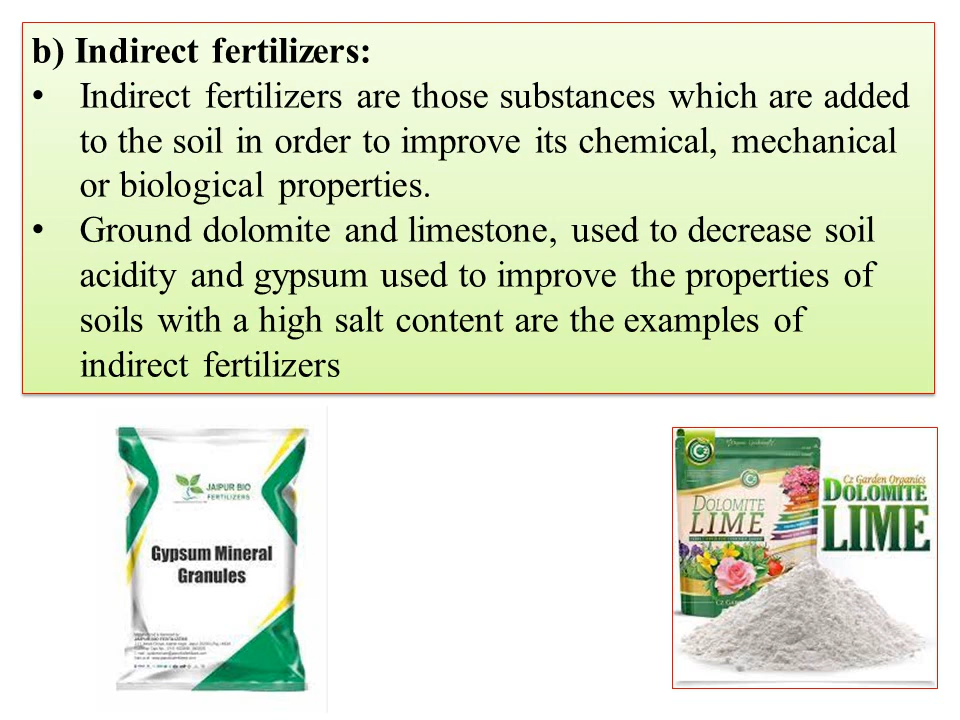 b) Indirect fertilizers:
• Indirect fertilizers are those substances which are added
to the soil in order to improve its chemical, mechanical
or biological properties.
• Ground dolomite and limestone, used to decrease soil
acidity and gypsum used to improve the properties of
soils with a high salt content are the examples of
indirect fertilizers
JAIPUR BIO
FERTILIZERS
Gypsum Mineral
Granules
DOLOMITE
LIME
Cz Garden Organics
DOLOMITE
LIME